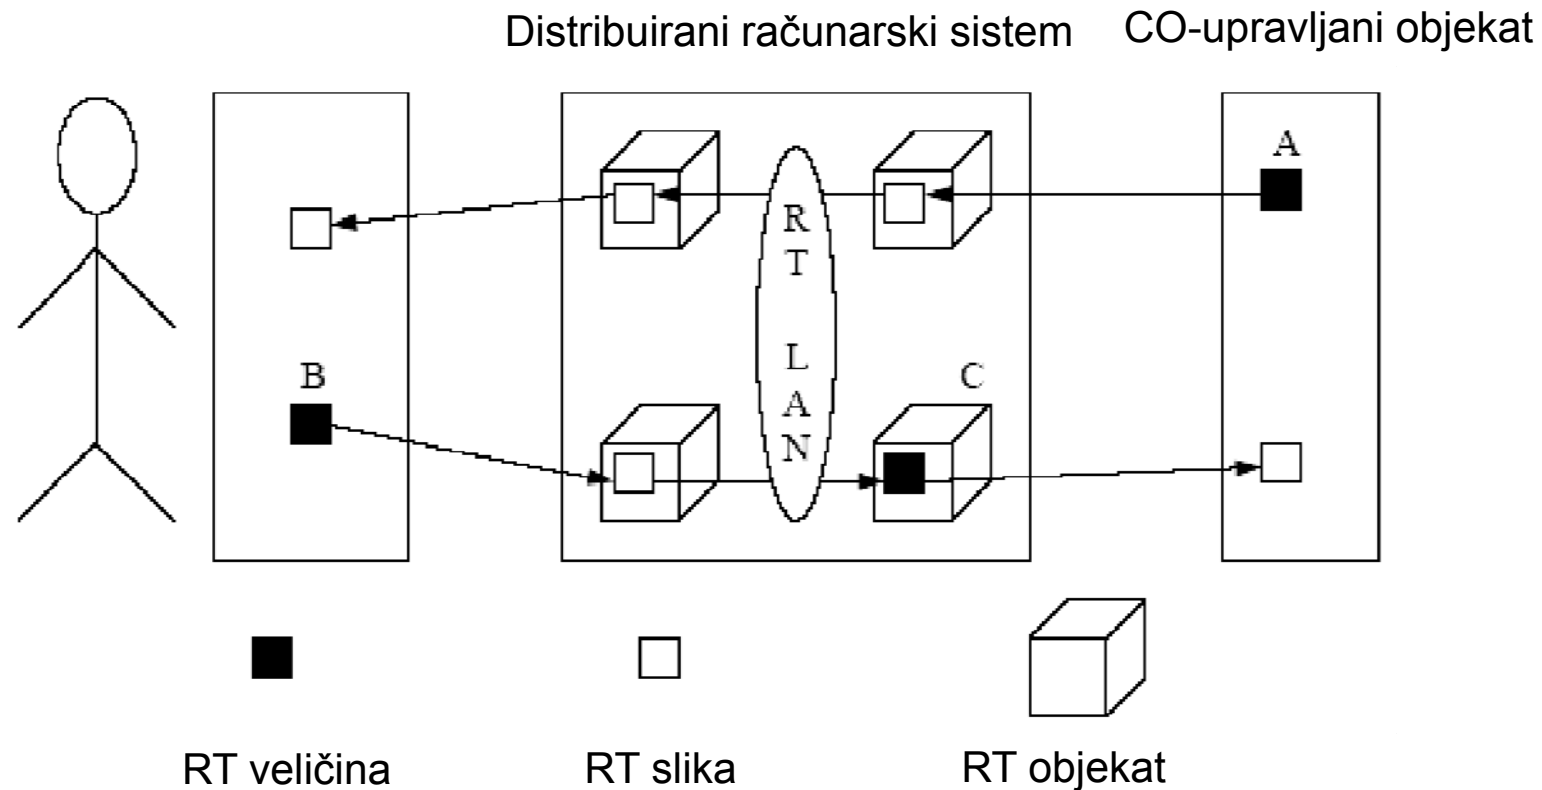 Distribuirani računarski sistem
CO-upravljani objekat
A
R
T
L
A
N
B
C
RT veličina
RT slika
RT objekat